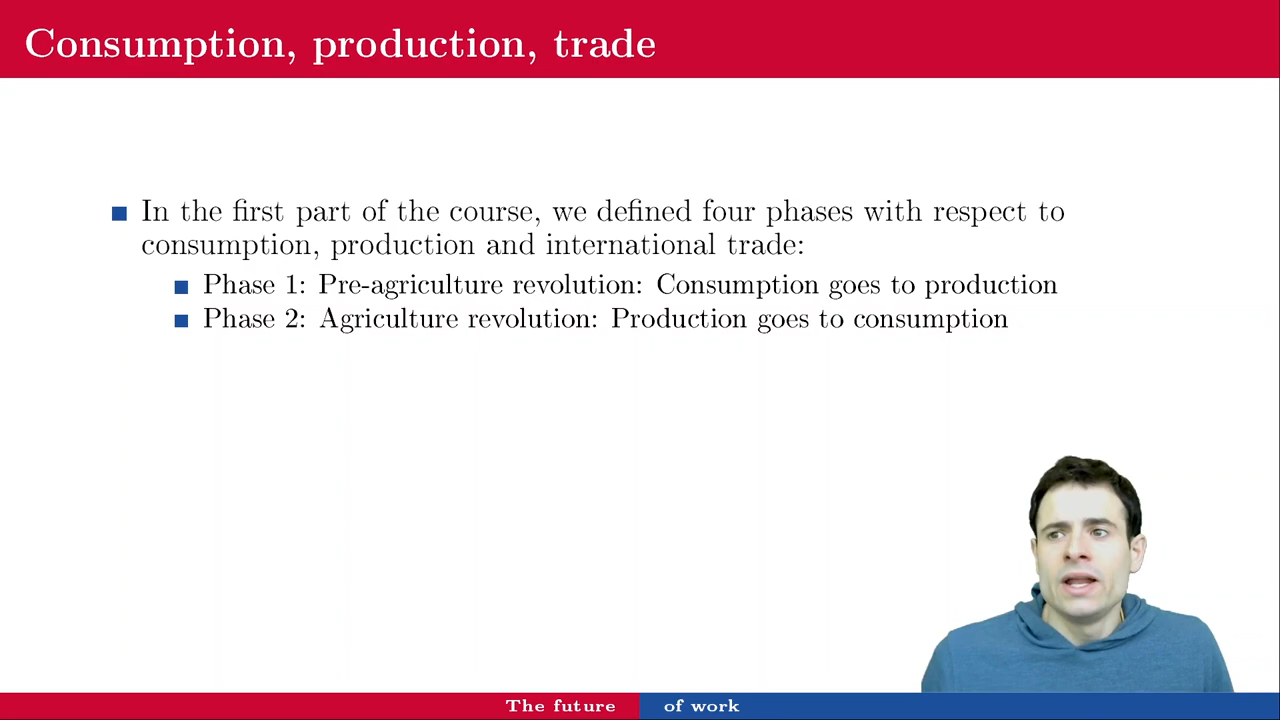 Consumption, production, trade
In the first part of the course, we defined four phases with respect to
consumption, production and international trade:
Phase 1: Pre-agriculture revolution: Consumption goes to production
Phase 2: Agriculture revolution: Production goes to consumption
The future of work